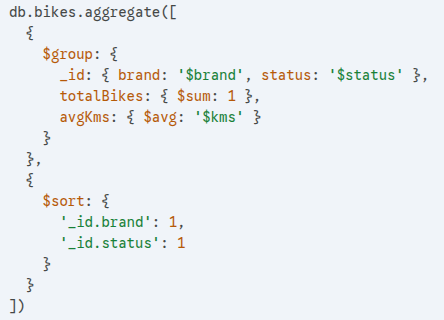 db.bikes.aggregate([
  {
    $group: {
      _id: { brand: '$brand', status: '$status' },
      totalBikes: { $sum: 1 },
      avgKms: { $avg: '$kms' }
    }
  },
  {
    $sort: {
      '_id.brand': 1,
      '_id.status': 1
    }
  }
])